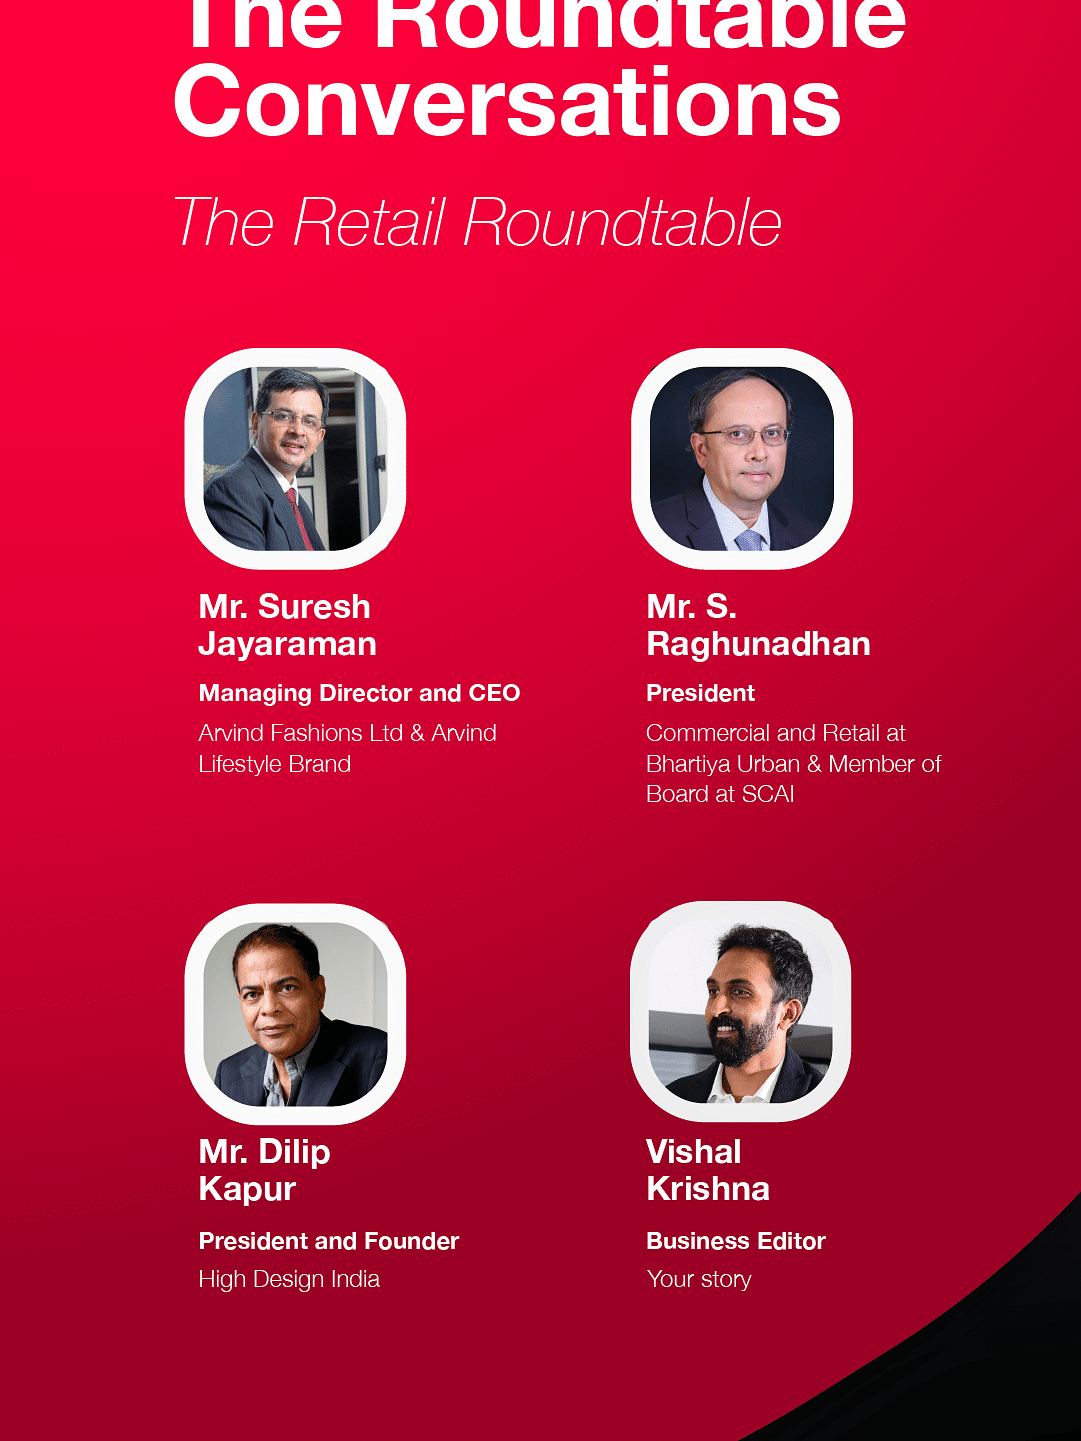 The Roundtable
Conversations
The Retail Roundtable
Mr. Suresh
Jayaraman
Managing Director and CEO
Arvind Fashions Ltd & Arvind
Lifestyle Brand
Mr. S.
Raghunadhan
President
Commercial and Retail at
Bhartiya Urban & Member of
Board at SCAI
Mr. Dilip
Kapur
President and Founder
High Design India
Vishal
Krishna
Business Editor
Your story